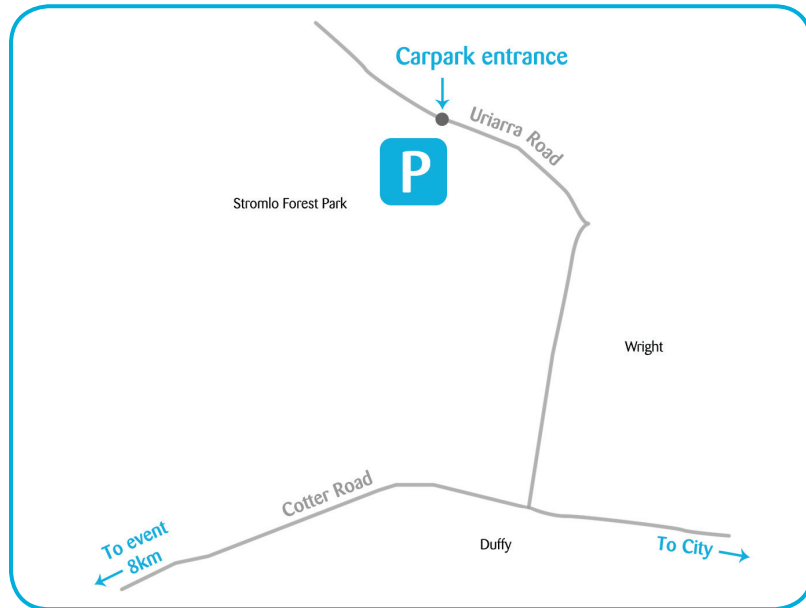 Carpark entrance
Uriarra Road
P
Stromlo Forest Park
Wright
Cotter Road
To event
8km
Duffy
To City